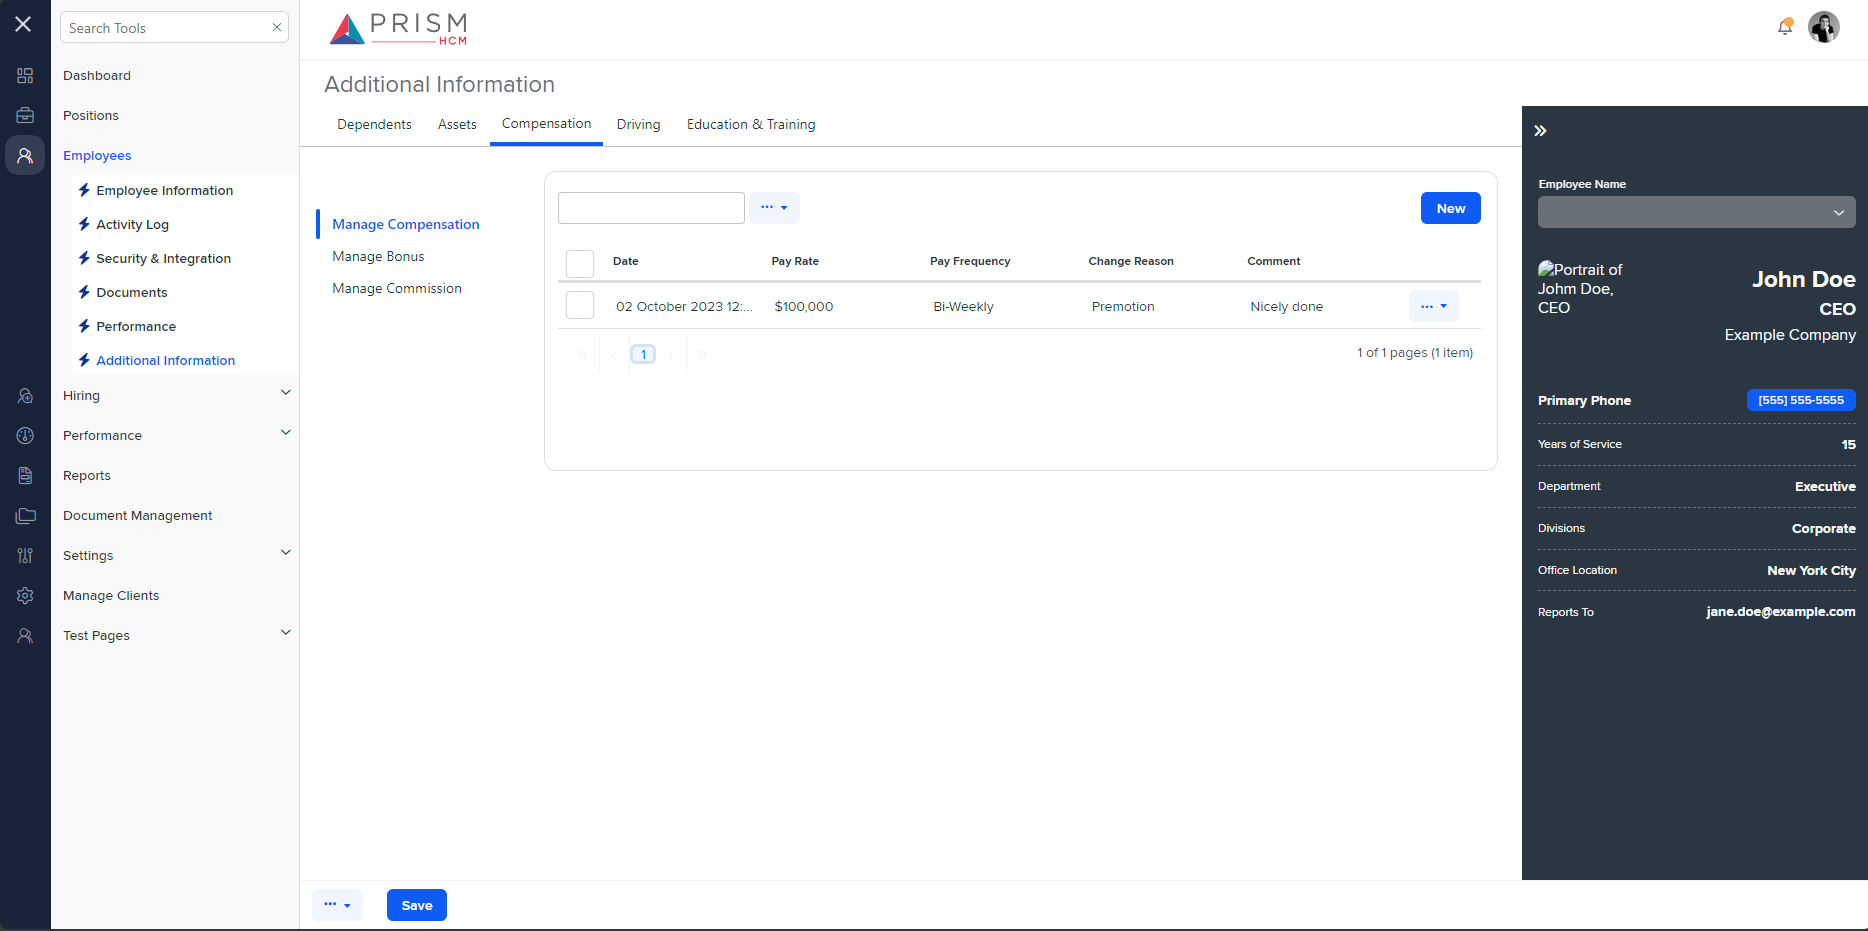 Search Tools
Dashboard
Positions
Employees
Employee Information
Activity Log
Security & Integration
Documents
Performance
Additional Information
Hiring
Performance
Reports
Document Management
Settings
Manage Clients
Test Pages
PRISM
HCM
Additional Information
Dependents Assets Compensation Driving Education & Training
Manage Compensation
Manage Bonus
Manage Commission
New
Date Pay Rate Pay Frequency Change Reason Comment
02 October 2023 12:... $100,000 Bi-Weekly Premotion Nicely done
1
1 of 1 pages (1 item)
Save
Employee Name
Portrait of
Johm Doe,
CEO
John Doe
CEO
Example Company
Primary Phone [555] 555-5555
Years of Service 15
Department Executive
Divisions Corporate
Office Location New York City
Reports To jane.doe@example.com